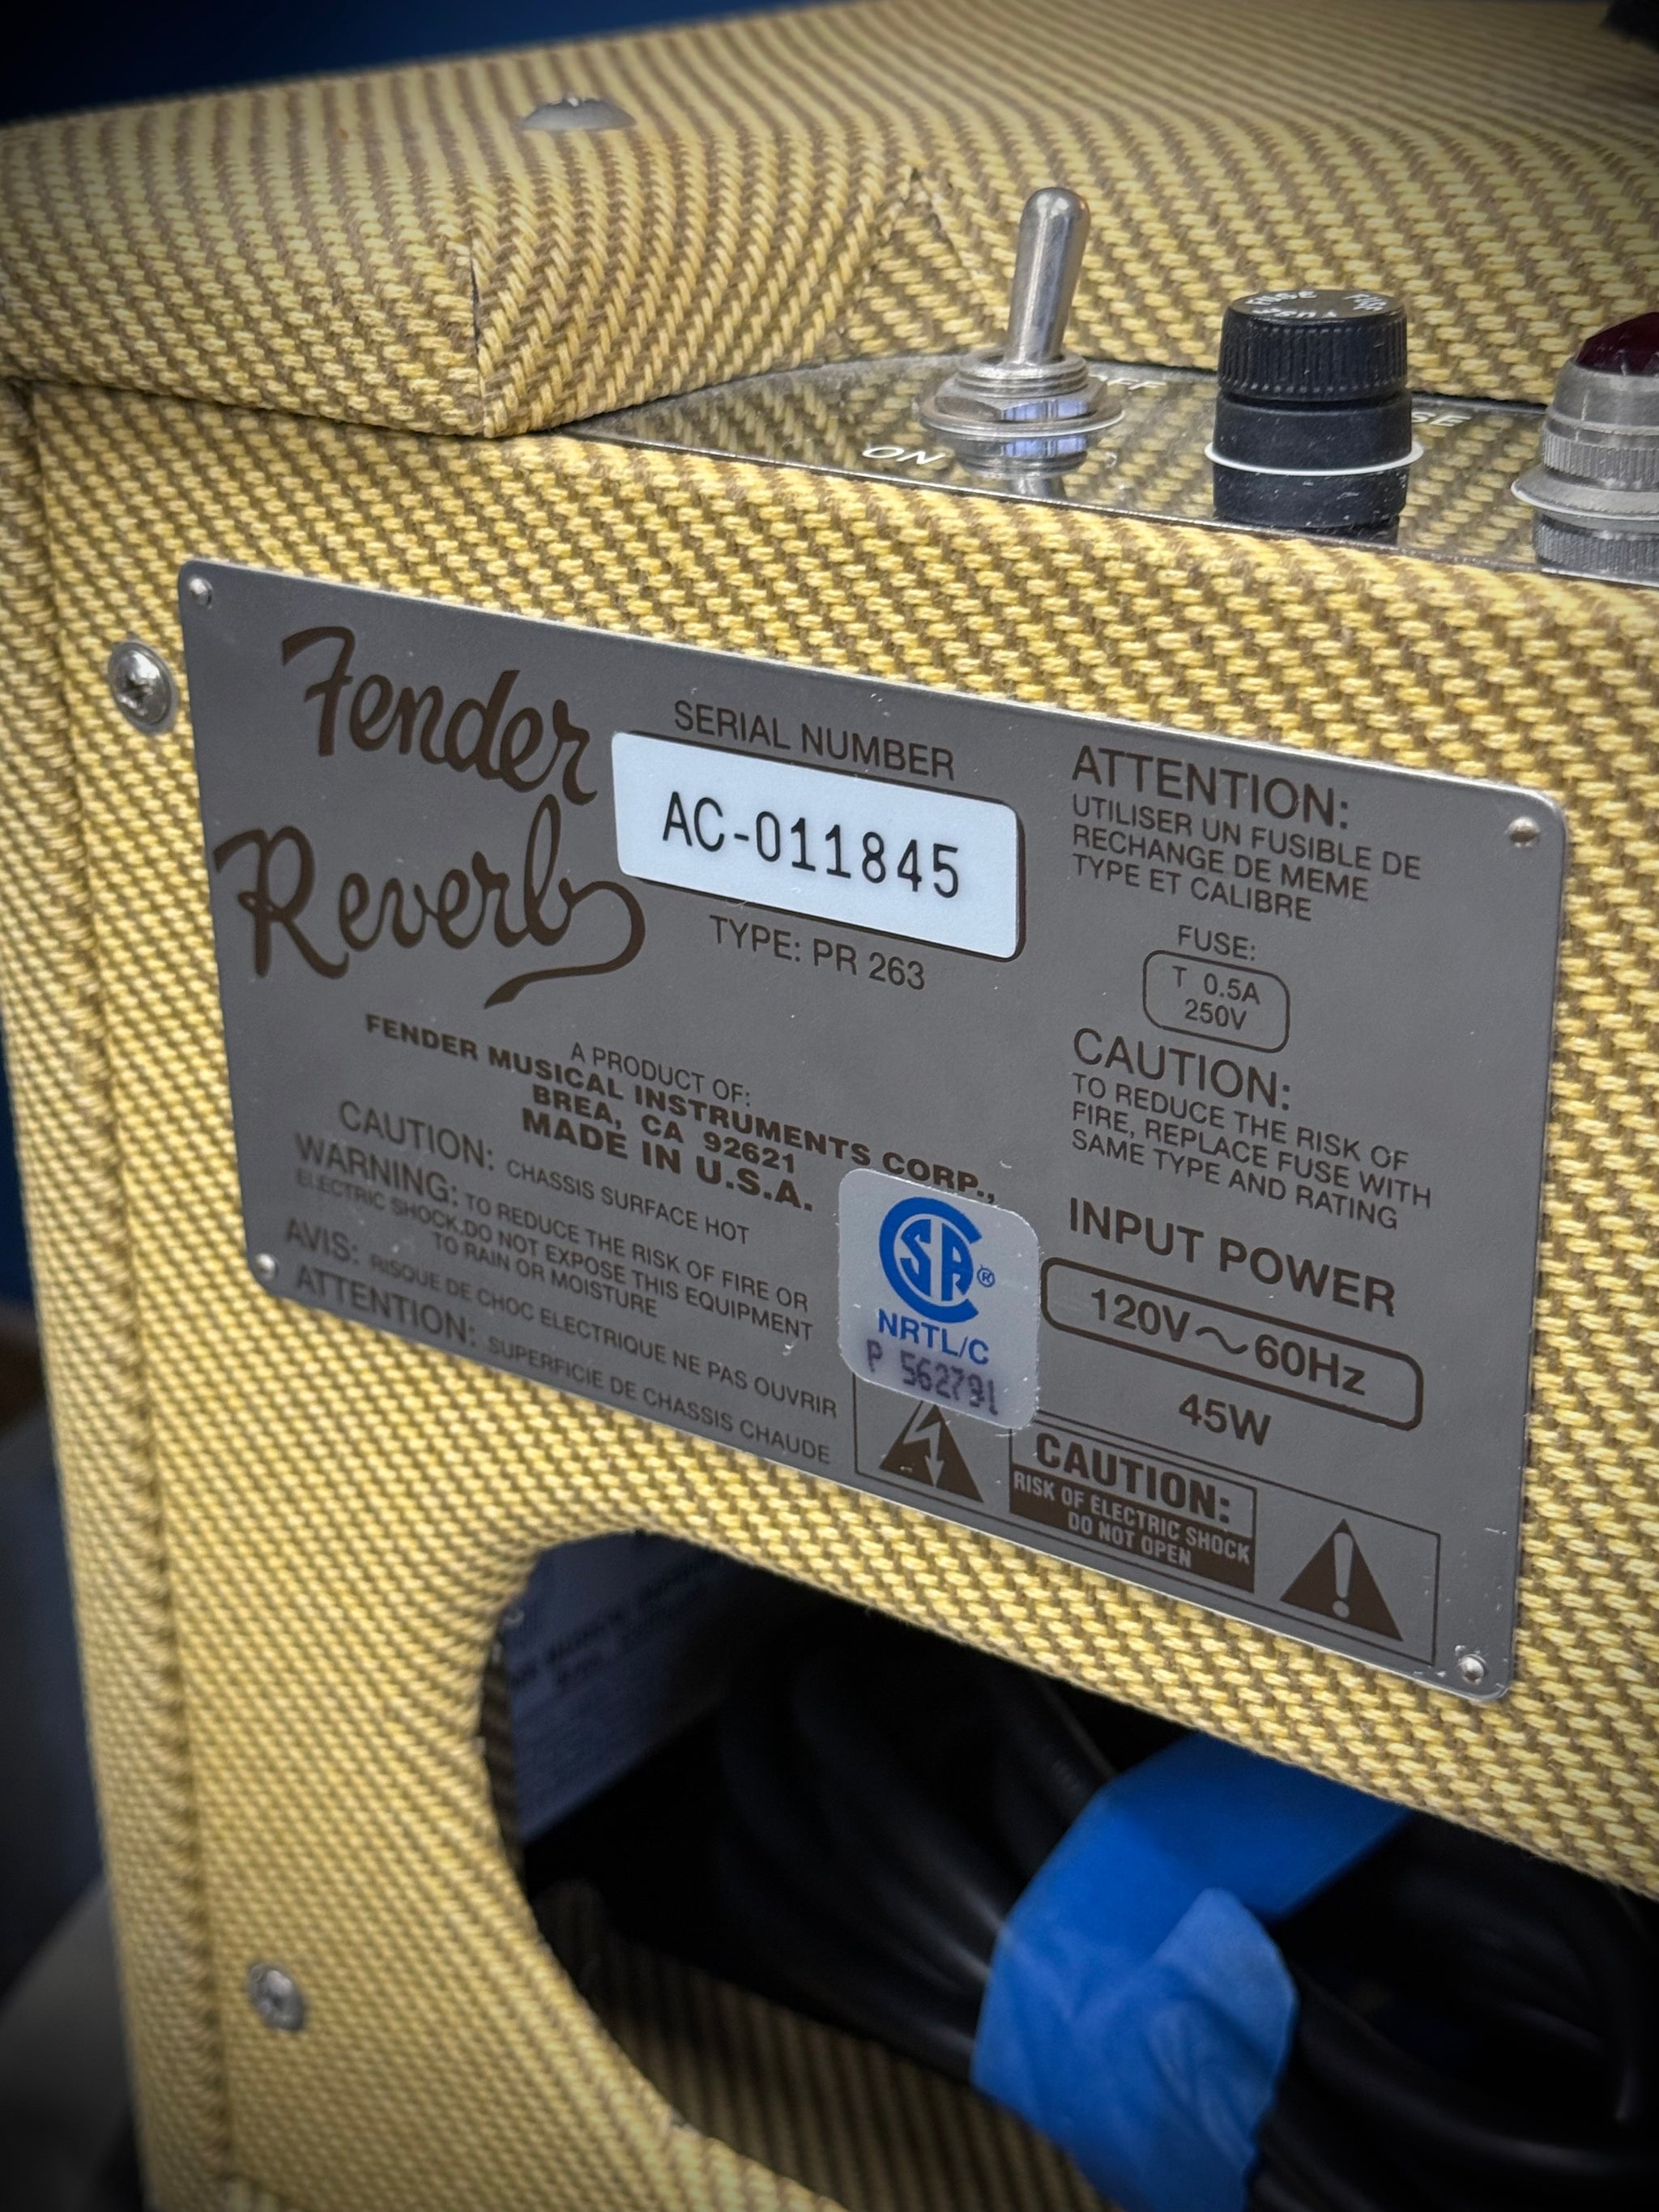 ON
Fender
Reverb
SERIAL NUMBER
AC-011845
TYPE: PR 263
A PRODUCT OF:
FENDER MUSICAL INSTRUMENTS CORP.,
BREA, CA 92621
MADE IN U.S.A.
CAUTION: CHASSIS SURFACE HOT
WARNING: TO REDUCE THE RISK OF FIRE OR
ELECTRIC SHOCK,DO NOT EXPOSE THIS EQUIPMENT
TO RAIN OR MOISTURE
AVIS: RISQUE DE CHOC ELECTRIQUE NE PAS OUVRIR
ATTENTION: SUPERFICIE DE CHASSIS CHAUDE
SA®
NRTL/C
P 562791
ATTENTION:
UTILISER UN FUSIBLE DE
RECHANGE DE MEME
TYPE ET CALIBRE
FUSE:
T 0.5A
250V
CAUTION:
TO REDUCE THE RISK OF
FIRE, REPLACE FUSE WITH
SAME TYPE AND RATING
INPUT POWER
120V~60Hz
45W
CAUTION:
RISK OF ELECTRIC SHOCK
DO NOT OPEN